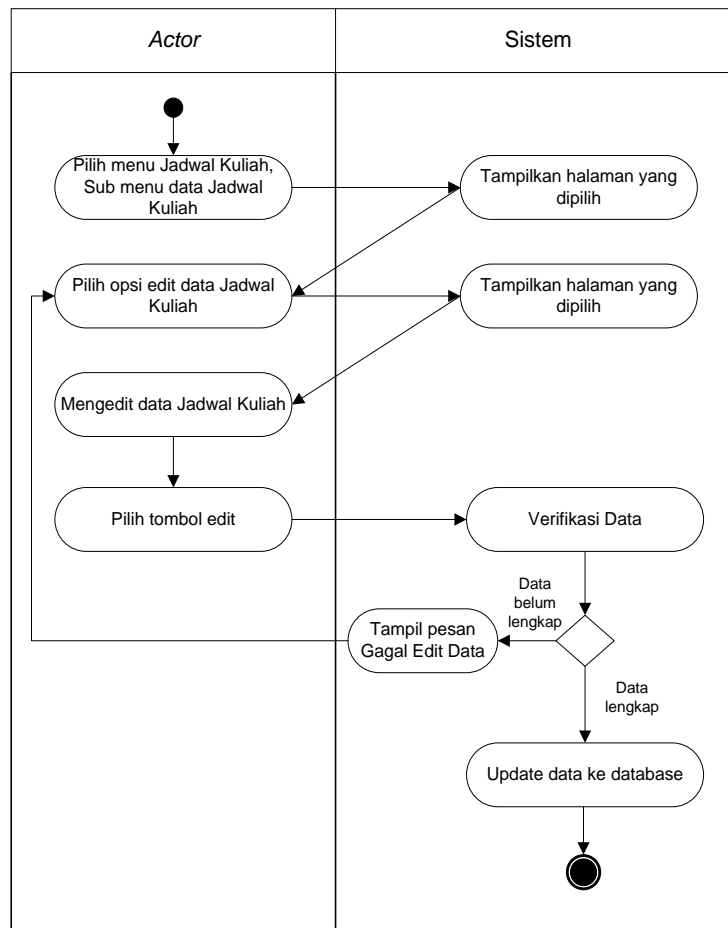 Actor
Sistem
Pilih menu Jadwal Kuliah,
Sub menu data Jadwal
Kuliah
Tampilkan halaman yang
dipilih
Pilih opsi edit data Jadwal
Kuliah
Tampilkan halaman yang
dipilih
Mengedit data Jadwal Kuliah
Pilih tombol edit
Verifikasi Data
Data
belum
lengkap
Tampil pesan
Gagal Edit Data
Data
lengkap
Update data ke database